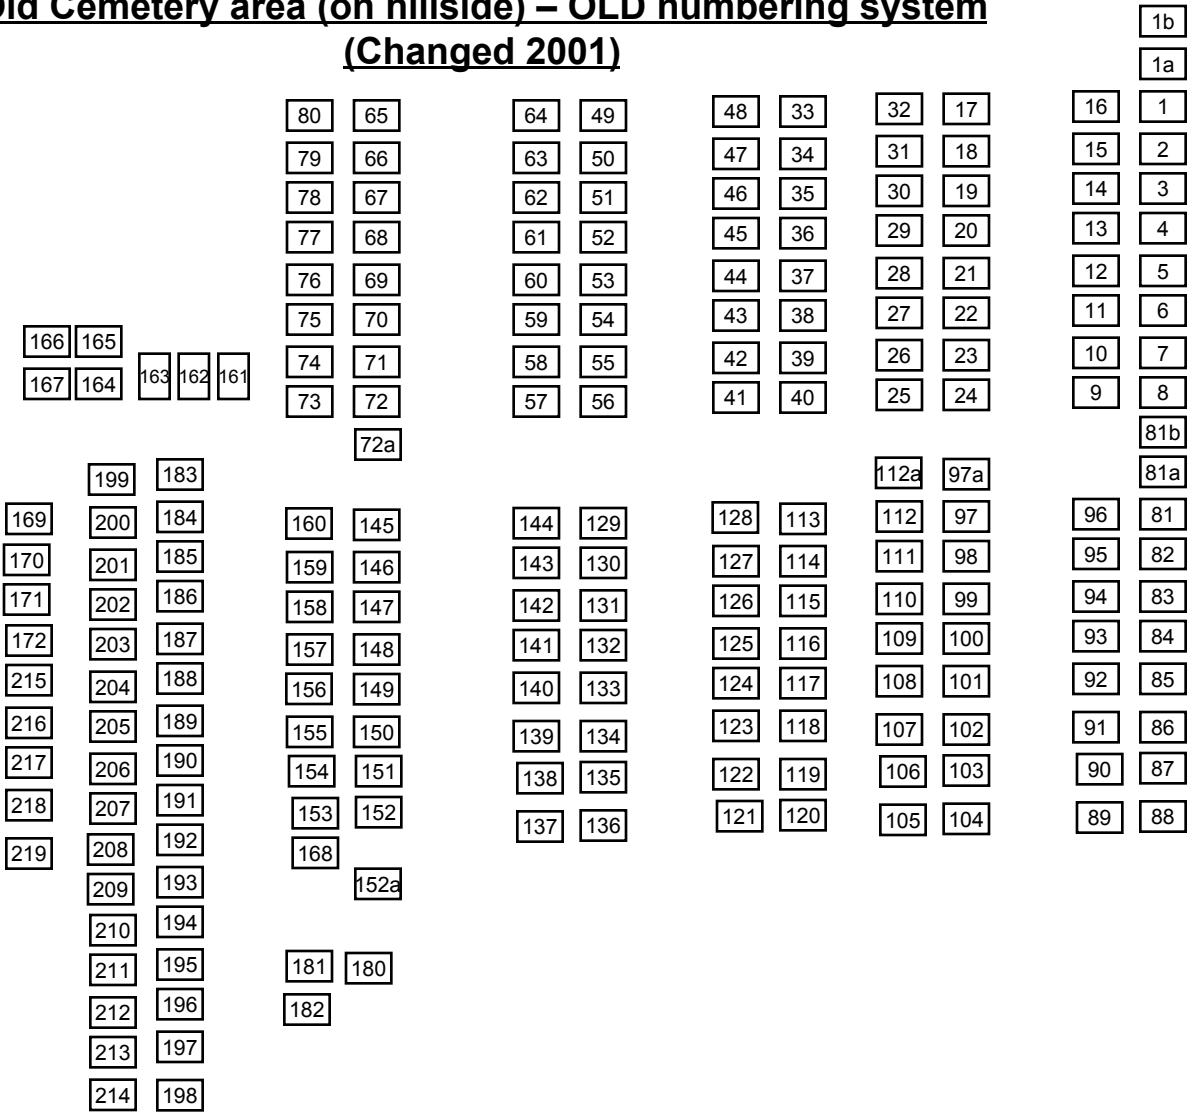 Old Cemetery area (on hillside) – OLD numbering system
(Changed 2001)
1b
1a
80 65 64 49 48 33 32 17 16 1
79 66 63 50 47 34 31 18 15 2
78 67 62 51 46 35 30 19 14 3
77 68 61 52 45 36 29 20 13 4
76 69 60 53 44 37 28 21 12 5
75 70 59 54 43 38 27 22 11 6
166 165
74 71 58 55 42 39 26 23 10 7
167 164 163 162 161
73 72 57 56 41 40 25 24 9 8
72a 81b
199 183 112a 97a 81a
169 200 184 160 145 144 129 128 113 112 97 96 81
170 201 185 159 146 143 130 127 114 111 98 95 82
171 202 186 158 147 142 131 126 115 110 99 94 83
172 203 187 157 148 141 132 125 116 109 100 93 84
215 204 188 156 149 140 133 124 117 108 101 92 85
216 205 189 155 150 139 134 123 118 107 102 91 86
217 206 190 154 151 138 135 122 119 106 103 90 87
218 207 191 153 152 137 136 121 120 105 104 89 88
219 208 192 168
209 193 152a
210 194
211 195 181 180
212 196 182
213 197
214 198